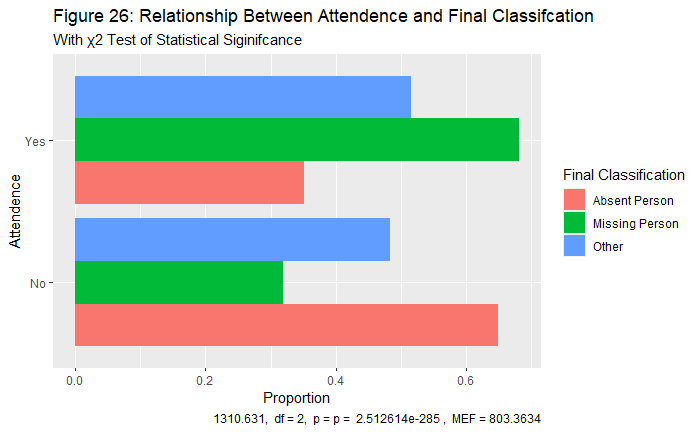 Figure 26: Relationship Between Attendence and Final Classifcation
With χ2 Test of Statistical Siginifcance
Attendence
Yes
No
0.0
0.2
0.4
0.6
Proportion
Final Classification
Absent Person
Missing Person
Other
1310.631, df = 2, p = p = 2.512614e-285 , MEF = 803.3634